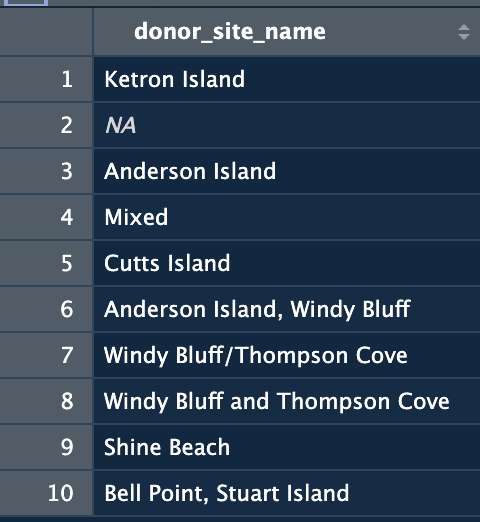 donor_site_name
1 Ketron Island
2 NA
3 Anderson Island
4 Mixed
5 Cutts Island
6 Anderson Island, Windy Bluff
7 Windy Bluff/Thompson Cove
8 Windy Bluff and Thompson Cove
9 Shine Beach
10 Bell Point, Stuart Island